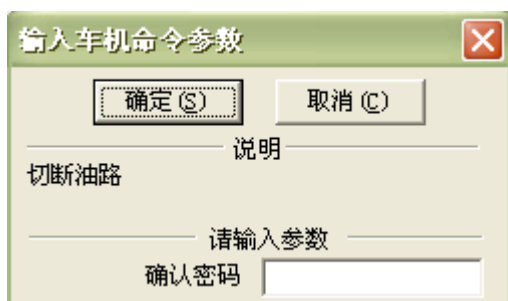 输入车机命令参数
确定(S) 取消(C)
说明
切断油路
请输入参数
确认密码